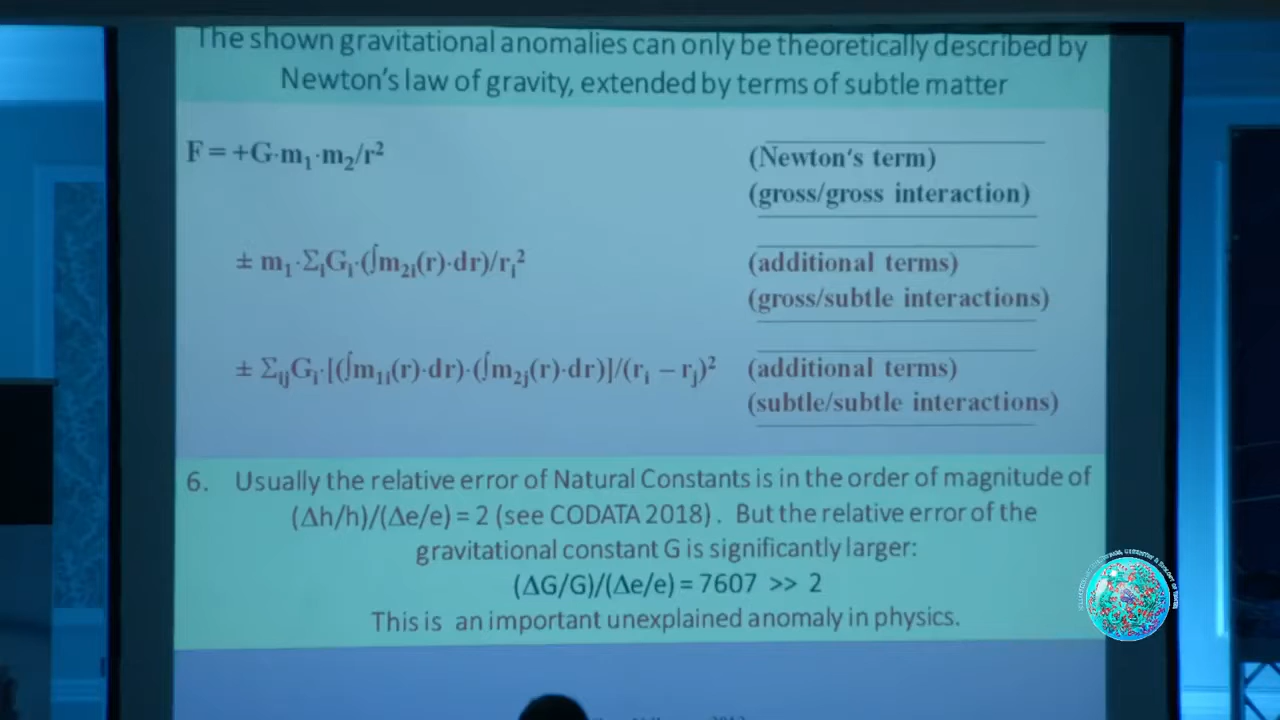 The shown gravitational anomalies can only be theoretically described by
Newton's law of gravity, extended by terms of subtle matter
F = +G·m₁·m₂/r²
(Newton's term)
(gross/gross interaction)
± m₁·ΣᵢGᵢ·(∫m₂ᵢ(r)·dr)/rᵢ²
(additional terms)
(gross/subtle interactions)
± ΣᵢⱼGᵢ·[(∫m₁ᵢ(r)·dr)·(∫m₂ⱼ(r)·dr)]/(rᵢ – rⱼ)²
(additional terms)
(subtle/subtle interactions)
6. Usually the relative error of Natural Constants is in the order of magnitude of
(Δh/h)/(Δe/e) = 2 (see CODATA 2018). But the relative error of the
gravitational constant G is significantly larger:
(ΔG/G)/(Δe/e) = 7607 >> 2
This is an important unexplained anomaly in physics.